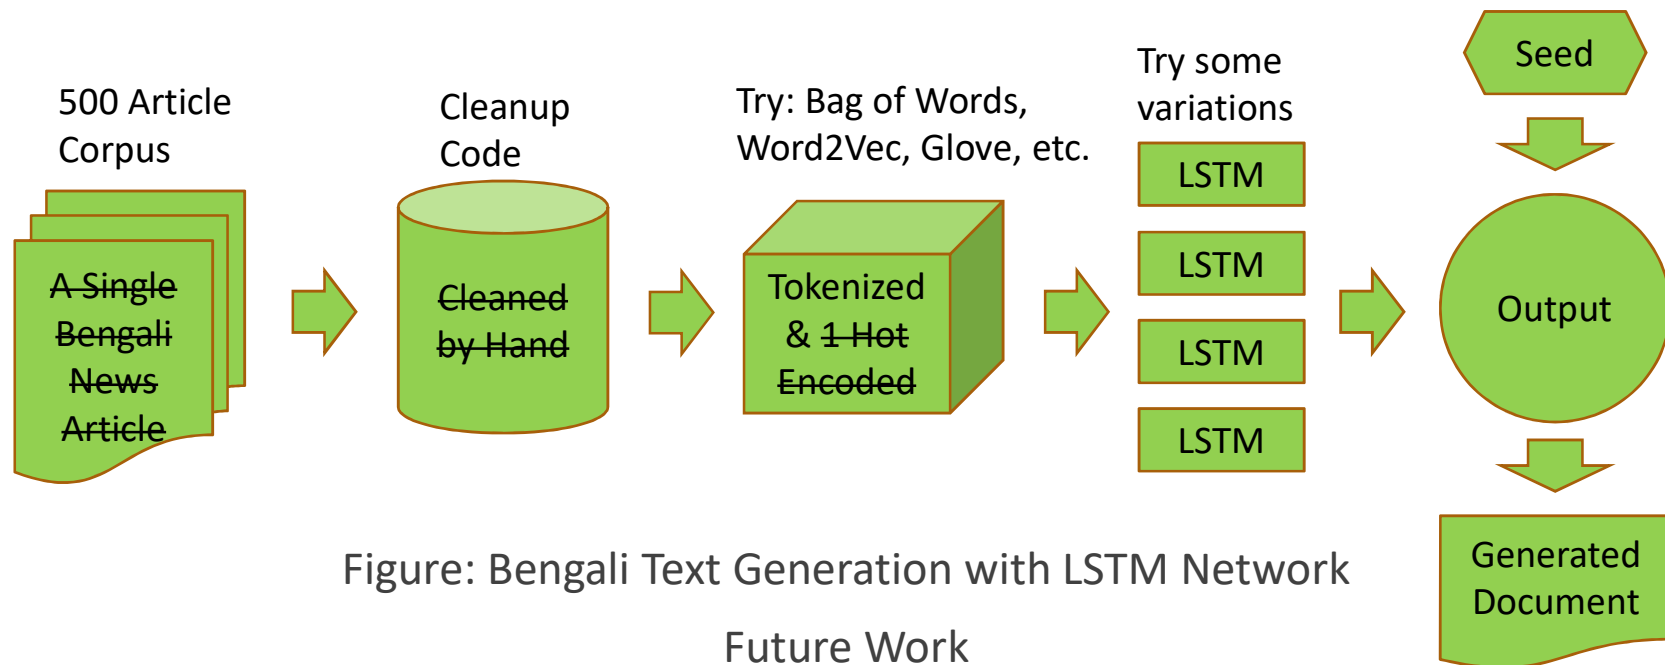 500 Article
Corpus
A Single
Bengali
News
Article
Cleanup
Code
Cleaned
by Hand
Try: Bag of Words,
Word2Vec, Glove, etc.
Tokenized
& 1 Hot
Encoded
Try some
variations
LSTM
LSTM
LSTM
LSTM
Seed
Output
Generated
Document
Figure: Bengali Text Generation with LSTM Network
Future Work